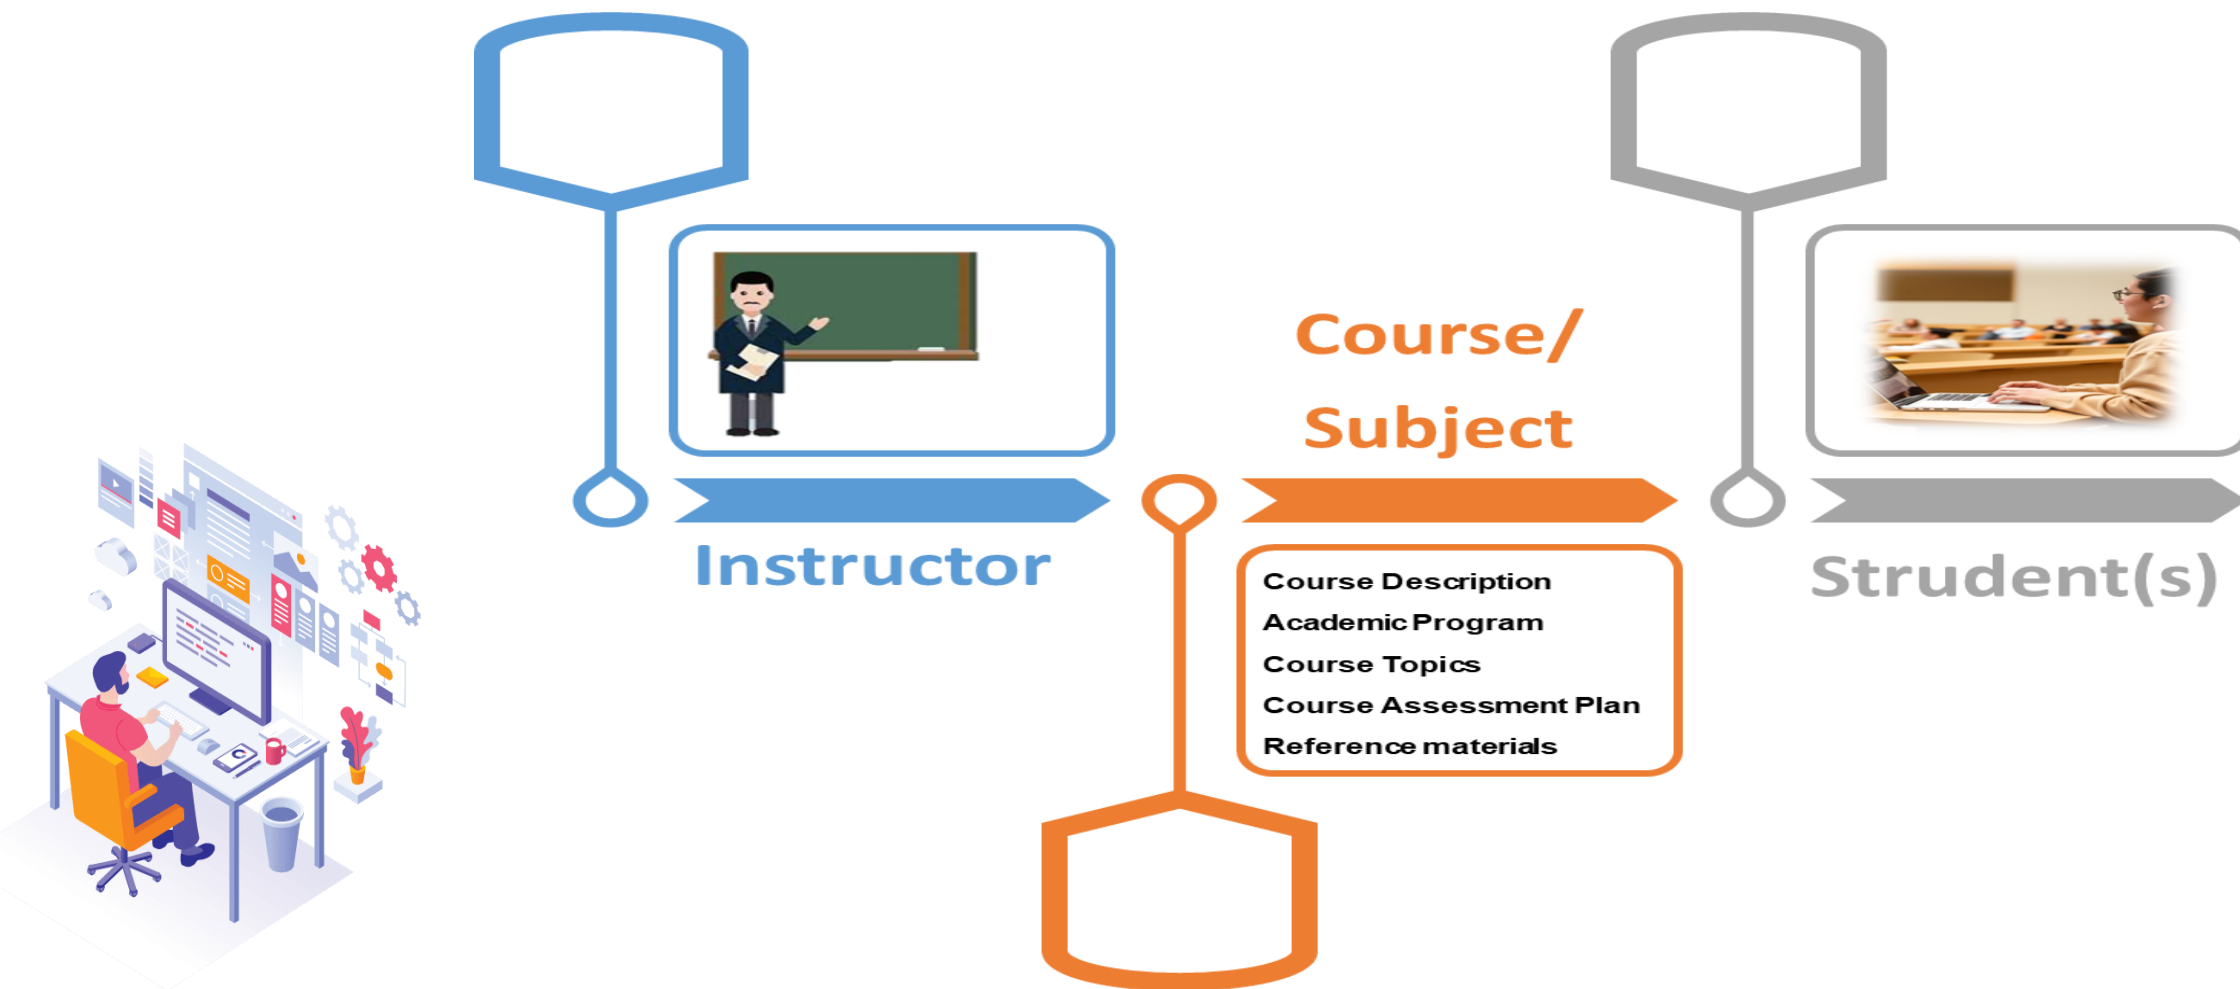 Instructor
Course/
Subject
Course Description
Academic Program
Course Topics
Course Assessment Plan
Reference materials
Strudent(s)